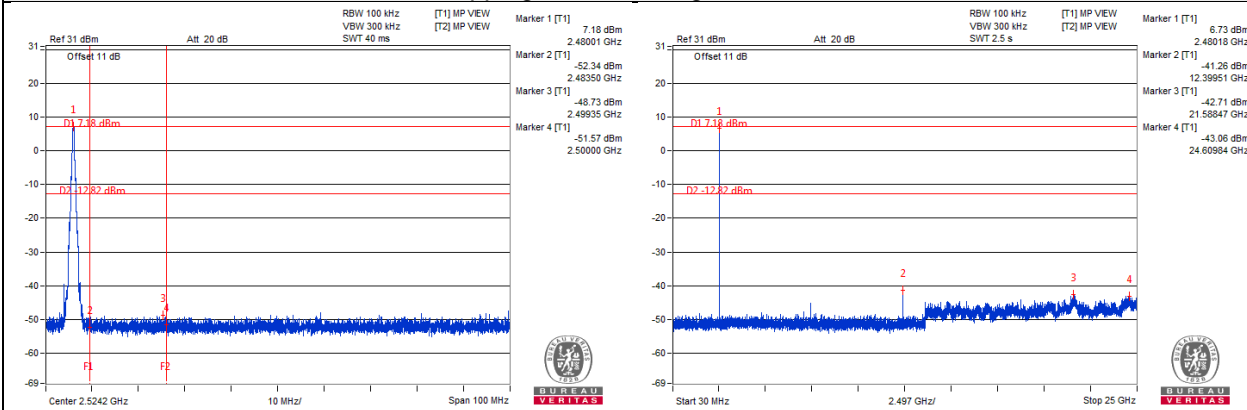 RBW 100 kHz [T1] MP VIEW
VBW 300 kHz [T2] MP VIEW
Ref 31 dBm Att 20 dB SWT 40 ms
Offset 11 dB
Marker 1 [T1]
7.18 dBm
2.48001 GHz
Marker 2 [T1]
-52.34 dBm
2.48350 GHz
Marker 3 [T1]
-48.73 dBm
2.49935 GHz
Marker 4 [T1]
-51.57 dBm
2.50000 GHz
31
20
10
0
-10
-20
-30
-40
-50
-60
-69
1
D1 7.18 dBm
D2 -12.82 dBm
2
3
4
F1
F2
Center 2.5242 GHz 10 MHz/ Span 100 MHz
BUREAU VERITAS
1828
BUREAU
VERITAS
RBW 100 kHz [T1] MP VIEW
VBW 300 kHz [T2] MP VIEW
Ref 31 dBm Att 20 dB SWT 2.5 s
Offset 11 dB
Marker 1 [T1]
6.73 dBm
2.48018 GHz
Marker 2 [T1]
-41.26 dBm
12.39951 GHz
Marker 3 [T1]
-42.71 dBm
21.58847 GHz
Marker 4 [T1]
-43.06 dBm
24.60984 GHz
31
20
10
0
-10
-20
-30
-40
-50
-60
-69
1
D1 7.18 dBm
D2 -12.82 dBm
2
3
4
Start 30 MHz 2.497 GHz/ Stop 25 GHz
BUREAU VERITAS
1828
BUREAU
VERITAS